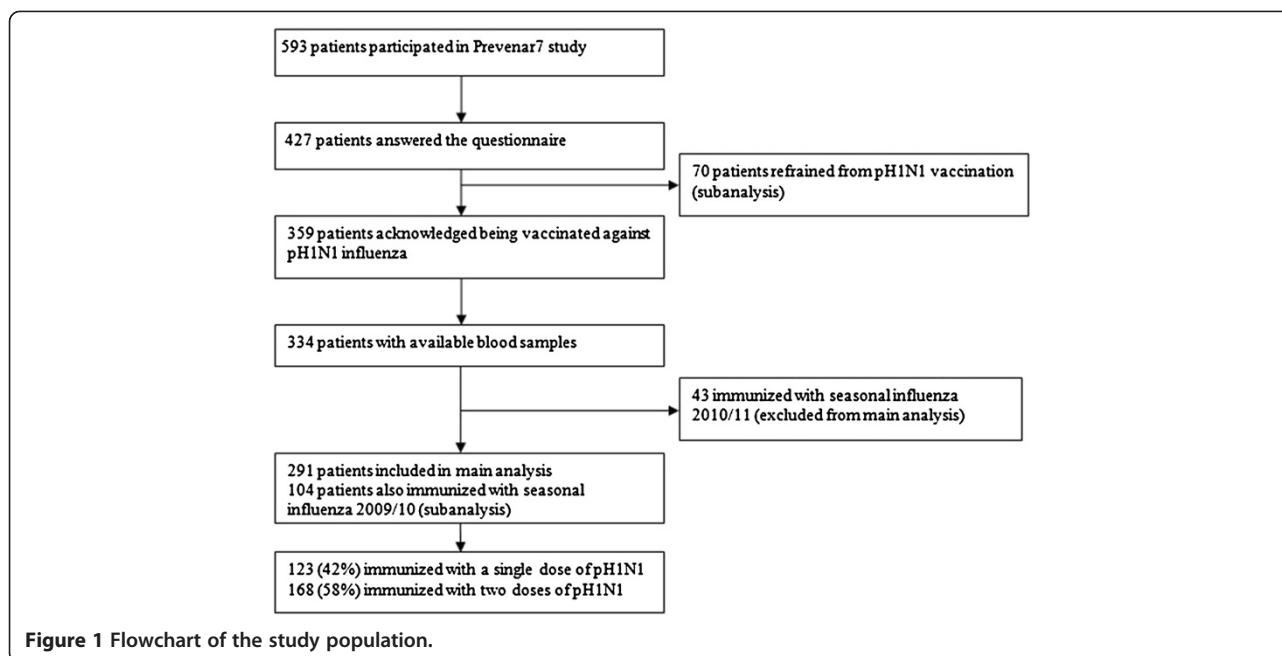 593 patients participated in Prevenar7 study
427 patients answered the questionnaire
70 patients refrained from pH1N1 vaccination
(subanalysis)
359 patients acknowledged being vaccinated against
pH1N1 influenza
334 patients with available blood samples
43 immunized with seasonal influenza
2010/11 (excluded from main analysis)
291 patients included in main analysis
104 patients also immunized with seasonal
influenza 2009/10 (subanalysis)
123 (42%) immunized with a single dose of pH1N1
168 (58%) immunized with two doses of pH1N1
Figure 1 Flowchart of the study population.